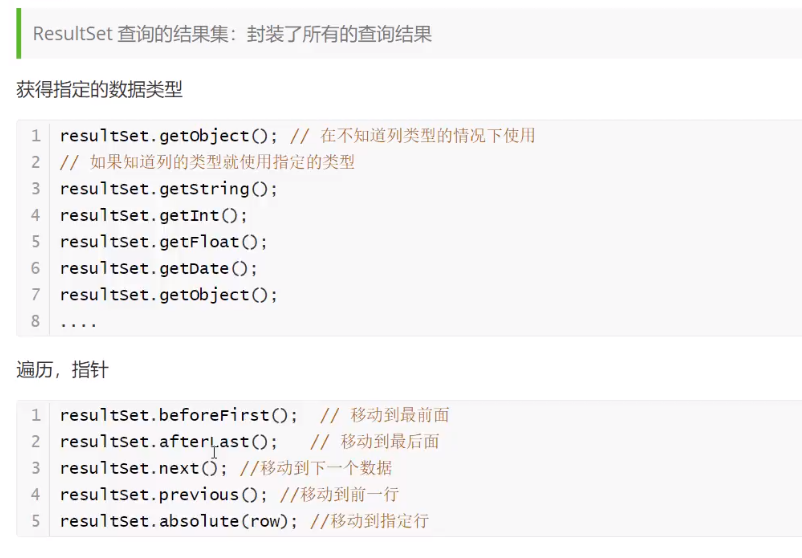 ResultSet 查询的结果集：封装了所有的查询结果
获得指定的数据类型
1 resultSet.getObject(); // 在不知道列类型的情况下使用
2 // 如果知道列的类型就使用指定的类型
3 resultSet.getString();
4 resultSet.getInt();
5 resultSet.getFloat();
6 resultSet.getDate();
7 resultSet.getObject();
8 ....
遍历，指针
1 resultSet.beforeFirst(); // 移动到最前面
2 resultSet.afterLast(); // 移动到最后面
3 resultSet.next(); //移动到下一个数据
4 resultSet.previous(); //移动到前一行
5 resultSet.absolute(row); //移动到指定行